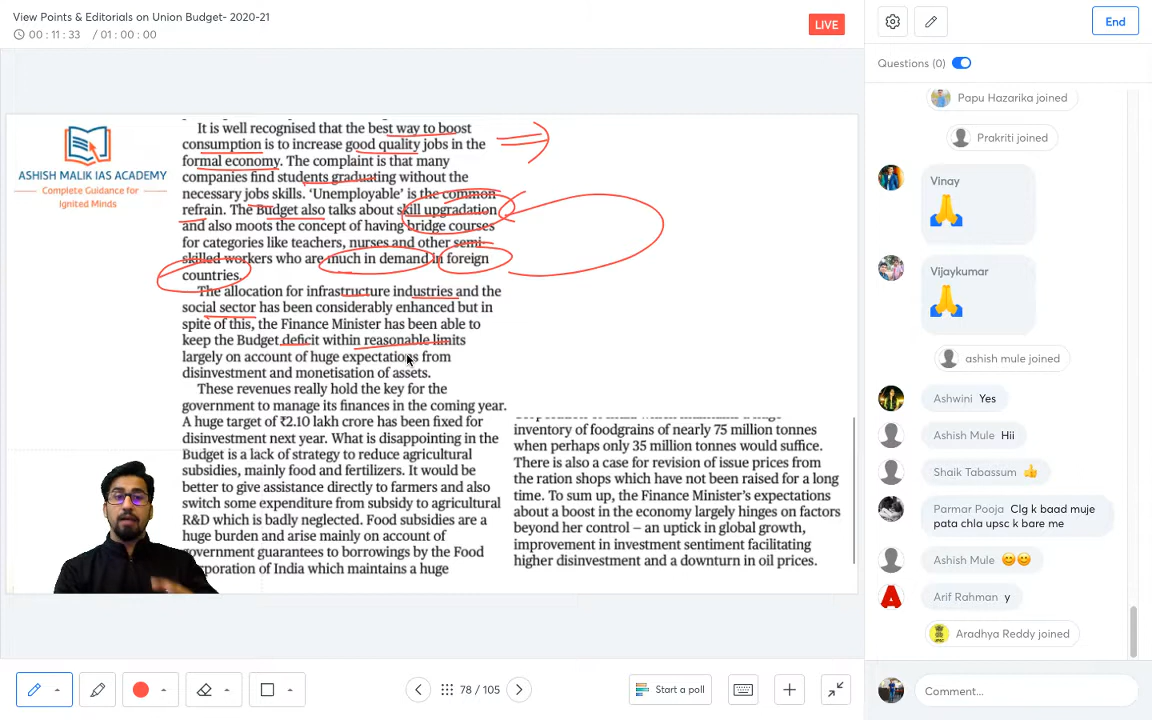 View Points & Editorials on Union Budget- 2020-21
00 : 11 : 33 / 01 : 00 : 00
LIVE
End
Questions (0)
ASHISH MALIK IAS ACADEMY
Complete Guidance for
Ignited Minds
It is well recognised that the best way to boost
consumption is to increase good quality jobs in the
formal economy. The complaint is that many
companies find students graduating without the
necessary jobs skills. ‘Unemployable’ is the common
refrain. The Budget also talks about skill upgradation
and also moots the concept of having bridge courses
for categories like teachers, nurses and other semi-
skilled workers who are much in demand in foreign
countries.
The allocation for infrastructure industries and the
social sector has been considerably enhanced but in
spite of this, the Finance Minister has been able to
keep the Budget deficit within reasonable limits
largely on account of huge expectations from
disinvestment and monetisation of assets.
These revenues really hold the key for the
government to manage its finances in the coming year.
A huge target of ₹2.10 lakh crore has been fixed for
disinvestment next year. What is disappointing in the
Budget is a lack of strategy to reduce agricultural
subsidies, mainly food and fertilizers. It would be
better to give assistance directly to farmers and also
switch some expenditure from subsidy to agricultural
R&D which is badly neglected. Food subsidies are a
huge burden and arise mainly on account of
government guarantees to borrowings by the Food
rporation of India which maintains a huge
inventory of foodgrains of nearly 75 million tonnes
when perhaps only 35 million tonnes would suffice.
There is also a case for revision of issue prices from
the ration shops which have not been raised for a long
time. To sum up, the Finance Minister’s expectations
about a boost in the economy largely hinges on factors
beyond her control – an uptick in global growth,
improvement in investment sentiment facilitating
higher disinvestment and a downturn in oil prices.
Papu Hazarika joined
Prakriti joined
Vinay
🙏
Vijaykumar
🙏
ashish mule joined
Ashwini Yes
Ashish Mule Hii
Shaik Tabassum 👍
Parmar Pooja Clg k baad muje
pata chla upsc k bare me
Ashish Mule 😊😊
Arif Rahman y
A
Aradhya Reddy joined
78 / 105
Start a poll
Comment...